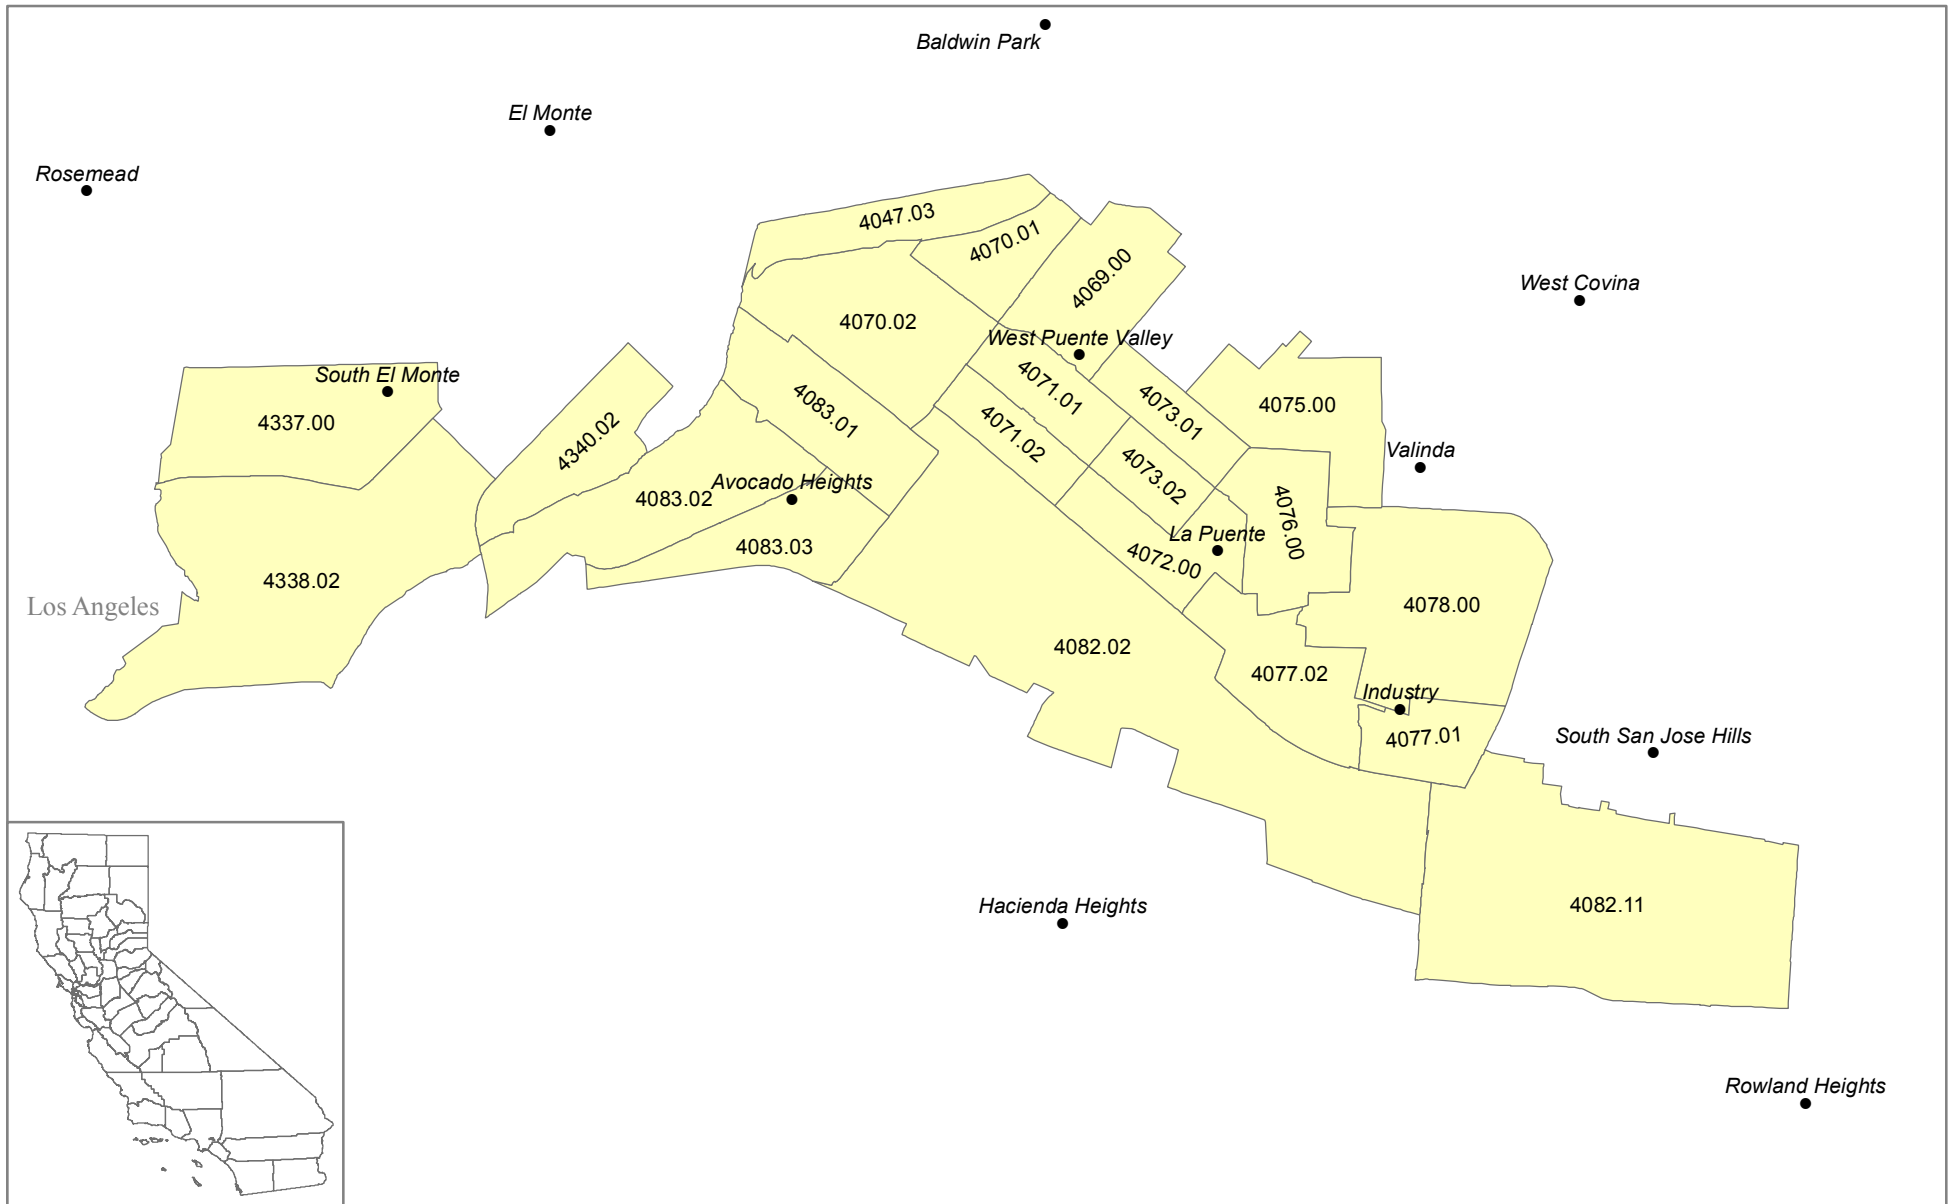 Baldwin Park
El Monte
Rosemead
4047.03
4070.01
4069.00
West Covina
4070.02
West Puente Valley
South El Monte
4071.01
4083.01
4073.01
4075.00
4337.00
4340.02
4071.02
Valinda
4073.02
Avocado Heights
4083.02
4076.00
La Puente
4083.03
4072.00
4338.02
Los Angeles
4078.00
4082.02
4077.02
Industry
4077.01
South San Jose Hills
Hacienda Heights
4082.11
Rowland Heights